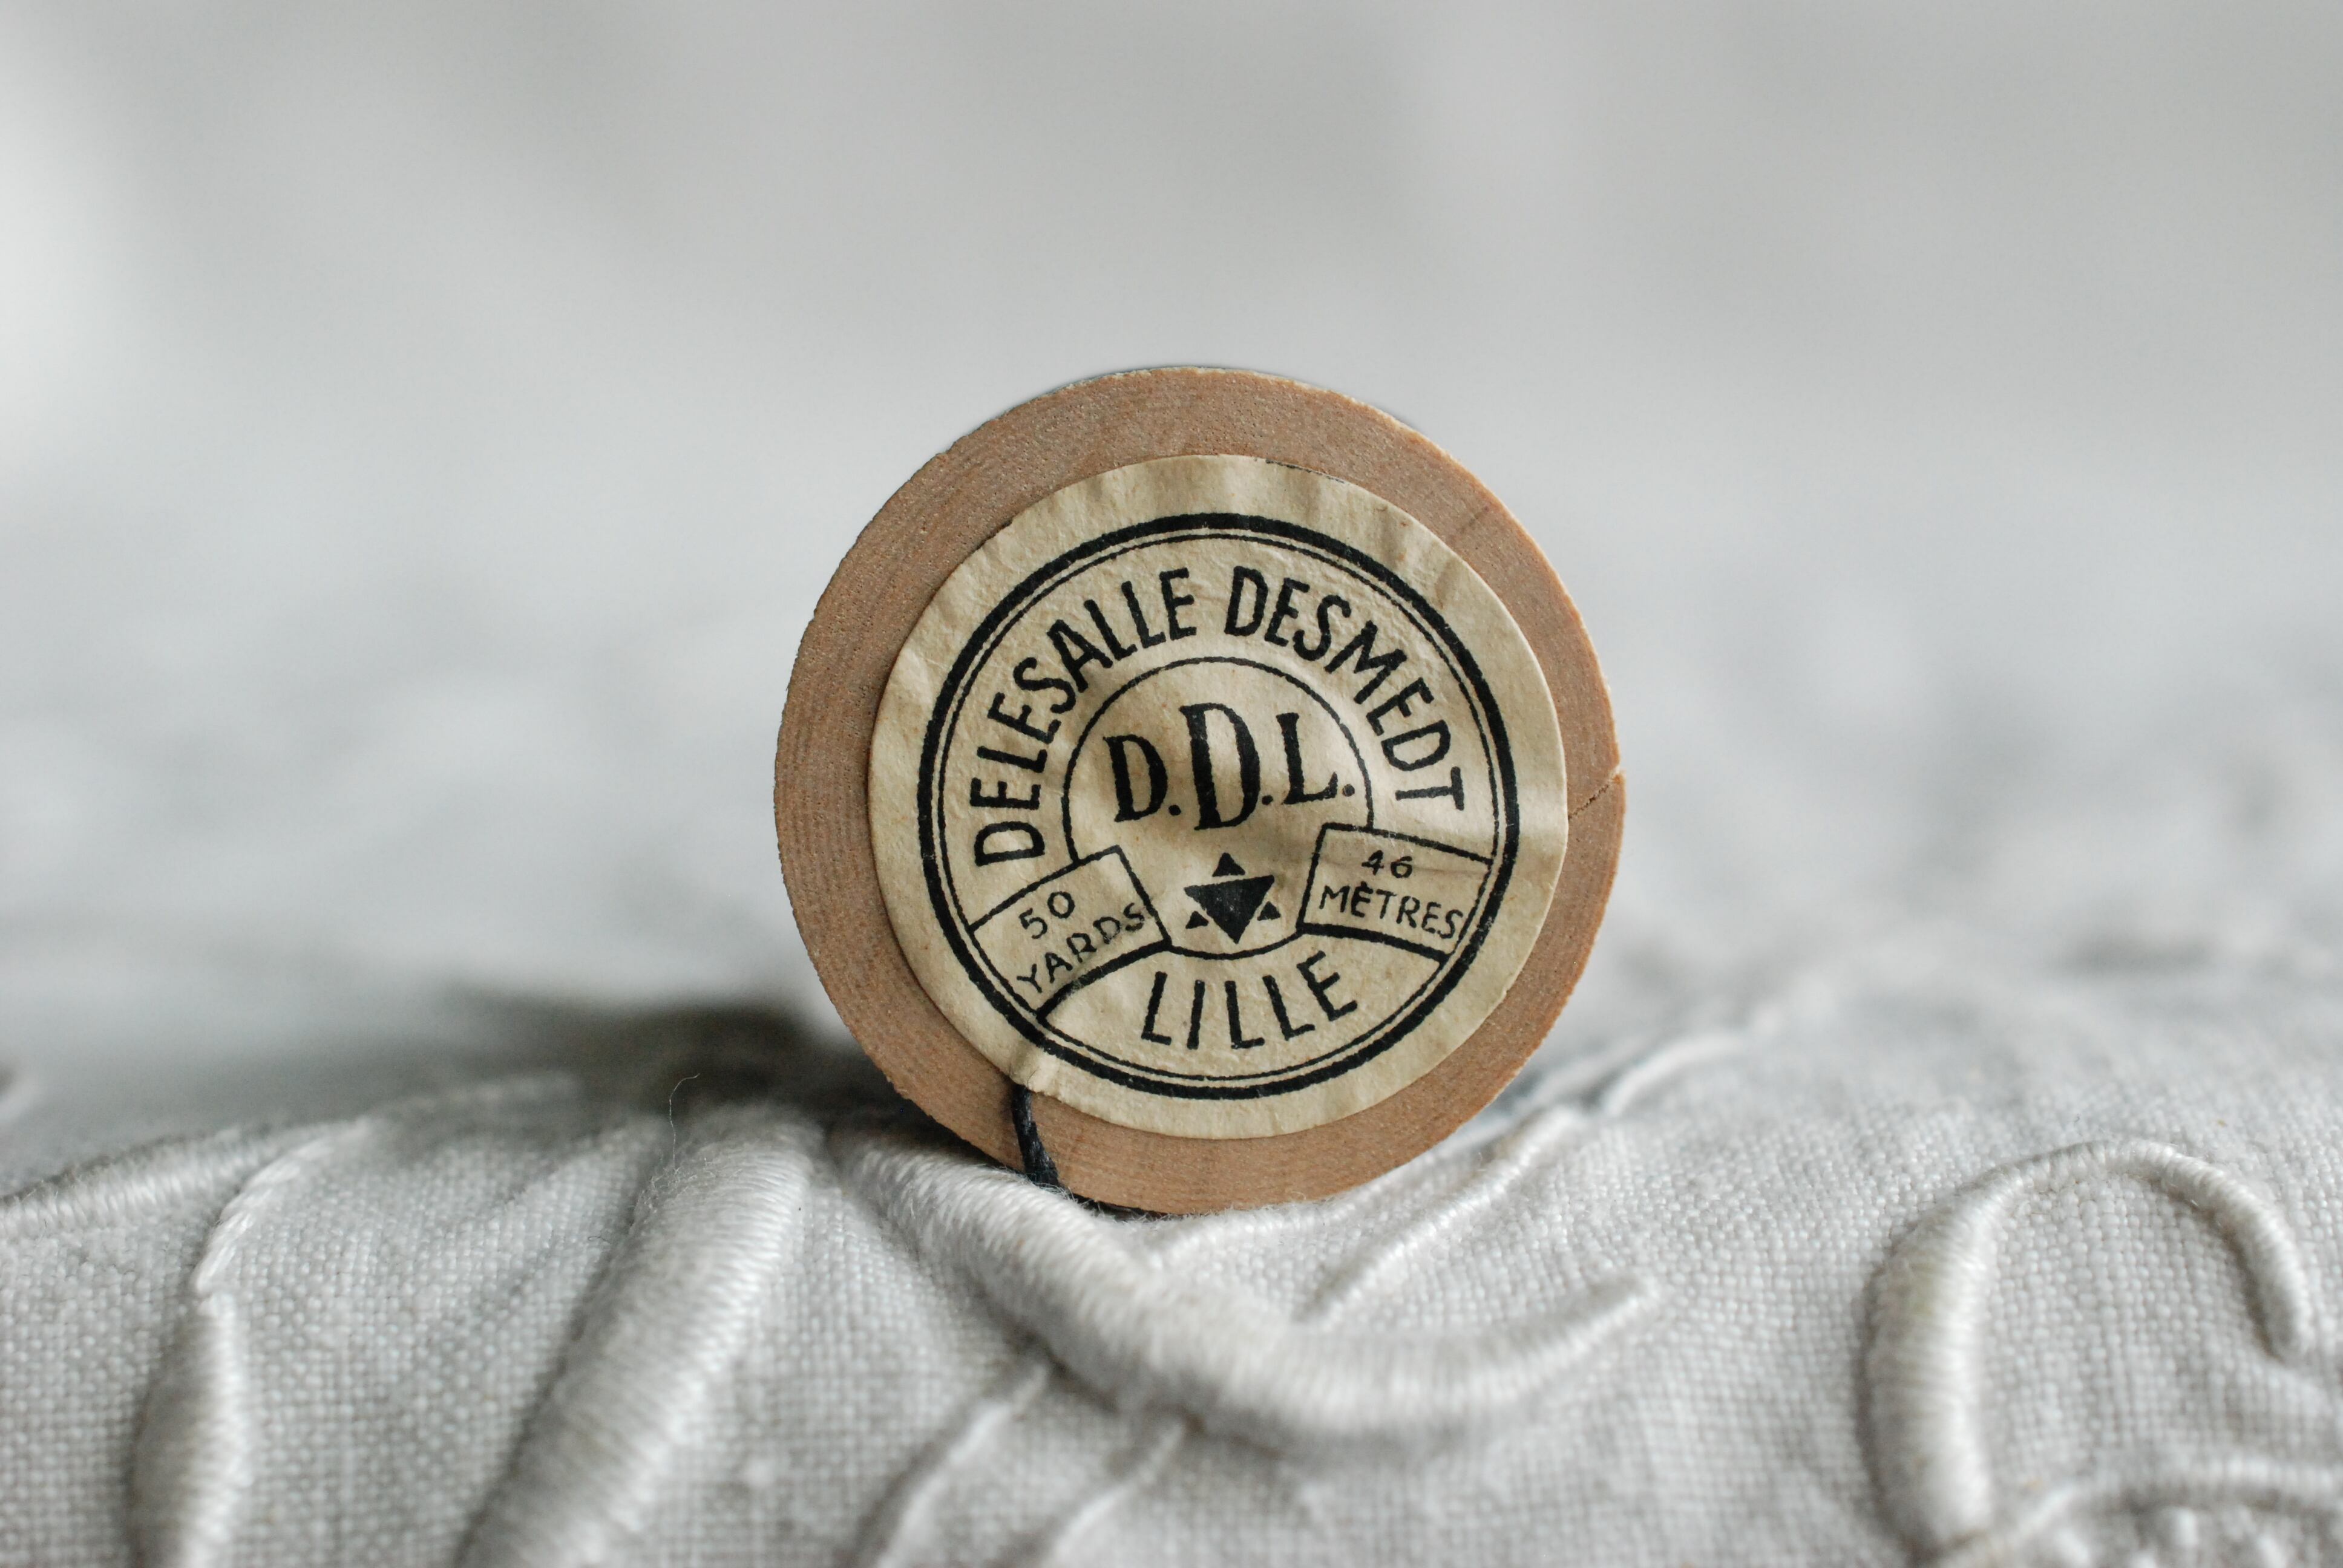 DELESALLE DESMEDT
D.D.L.
50
YARDS
46
MÈTRES
LILLE